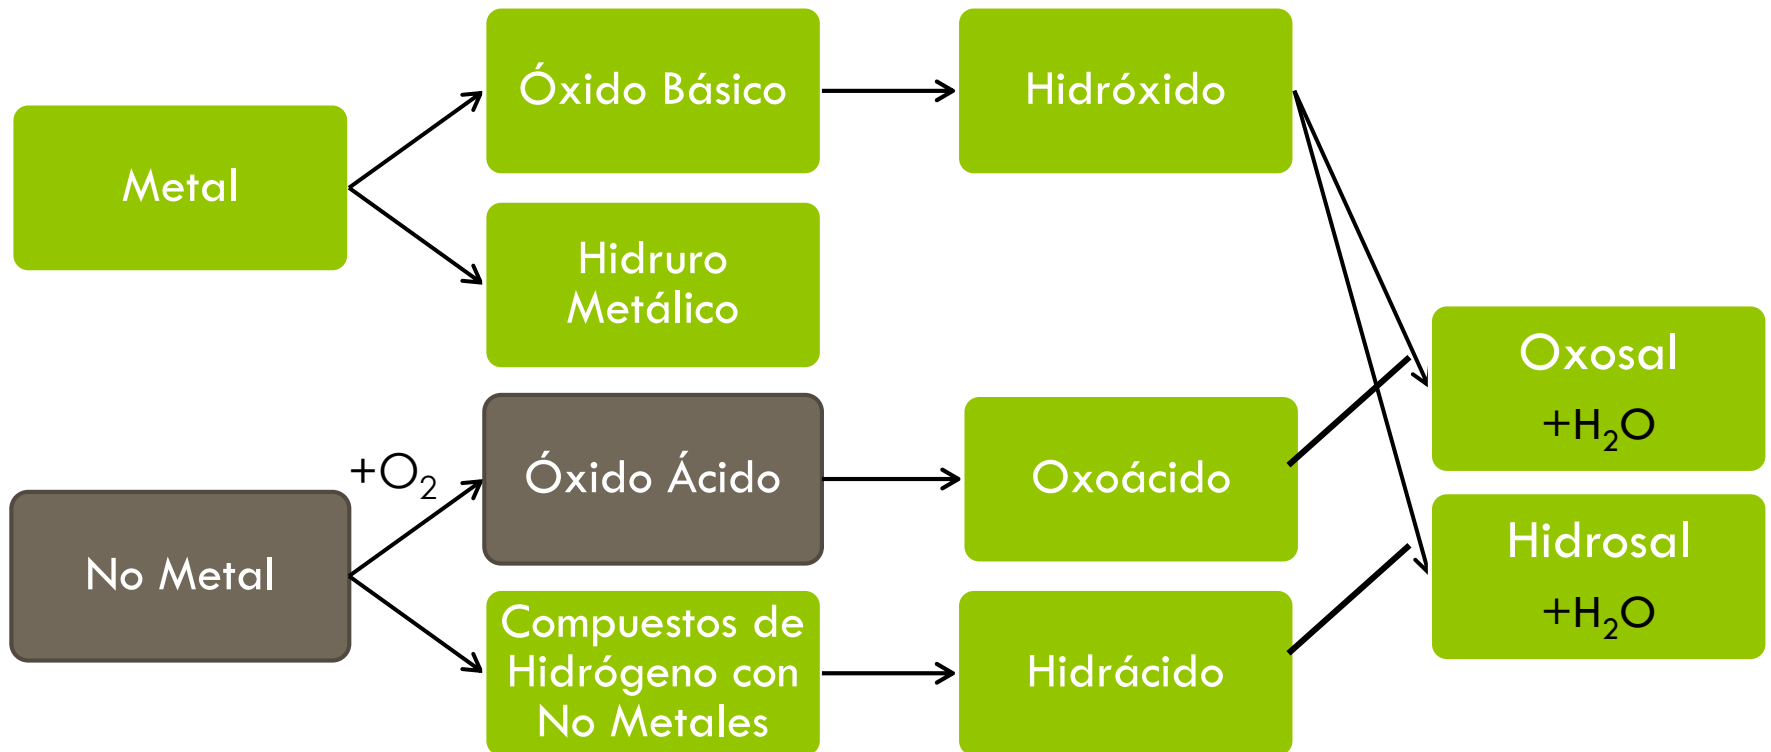 Óxido Básico
Hidróxido
Metal
Hidruro
Metálico
Oxosal
+H₂O
+O₂
Óxido Ácido
Oxoácido
No Metal
Hidrosal
+H₂O
Compuestos de
Hidrógeno con
No Metales
Hidrácido